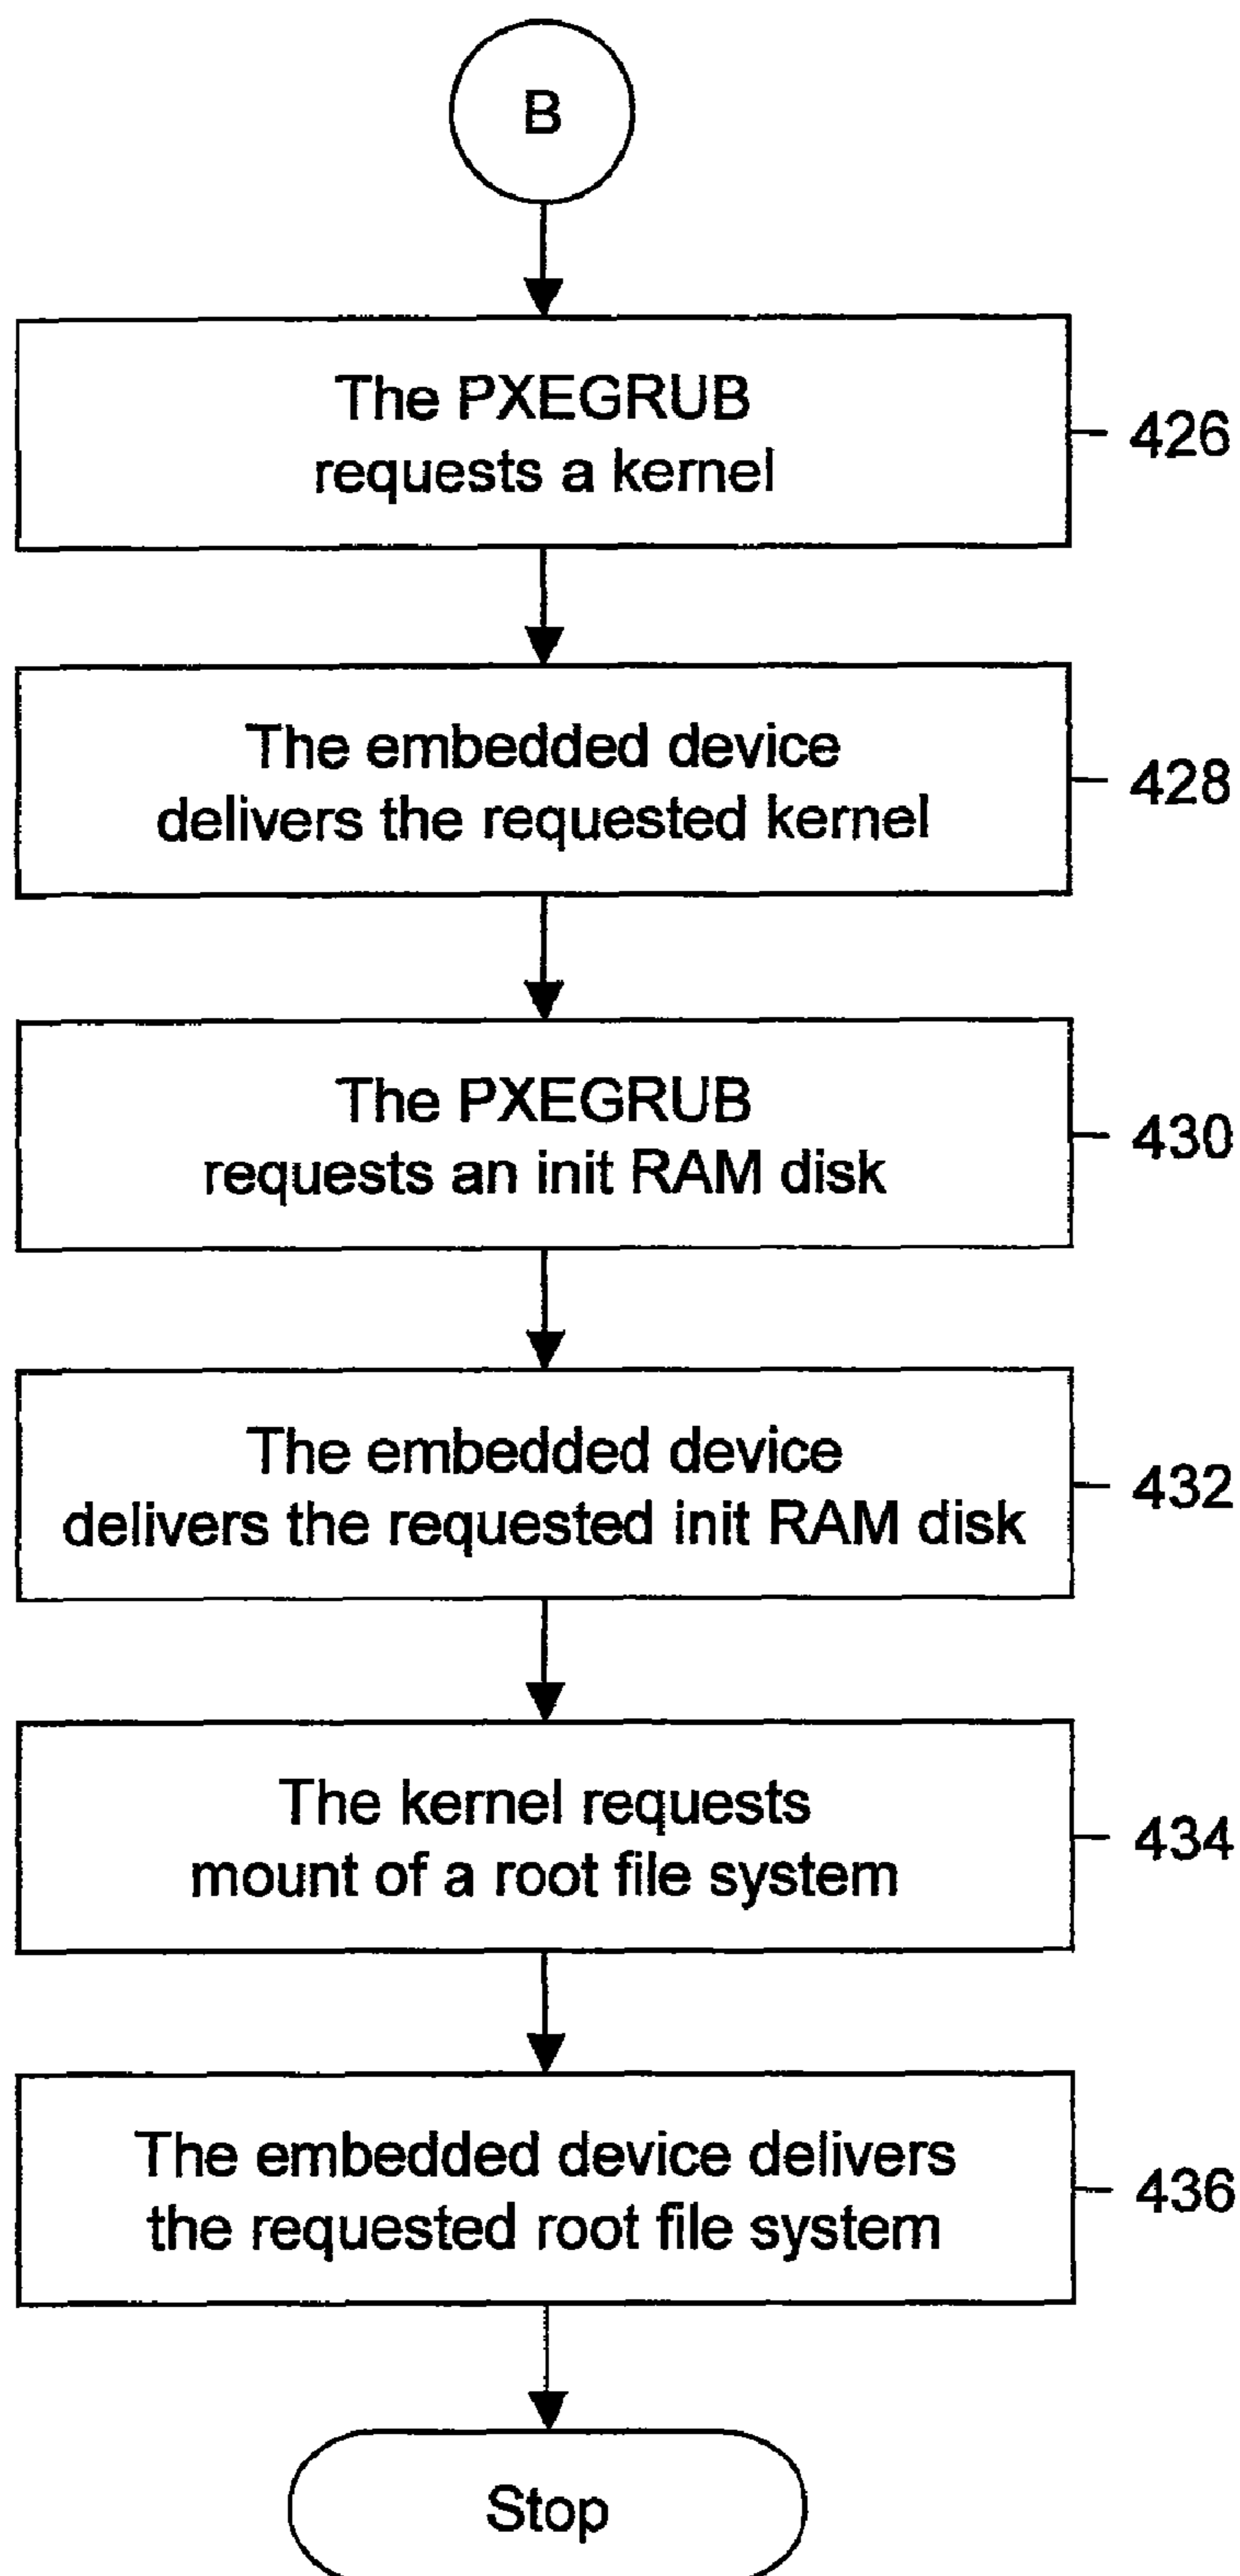 B
The PXEGRUB
requests a kernel
426
The embedded device
delivers the requested kernel
428
The PXEGRUB
requests an init RAM disk
430
The embedded device
delivers the requested init RAM disk
432
The kernel requests
mount of a root file system
434
The embedded device delivers
the requested root file system
436
Stop